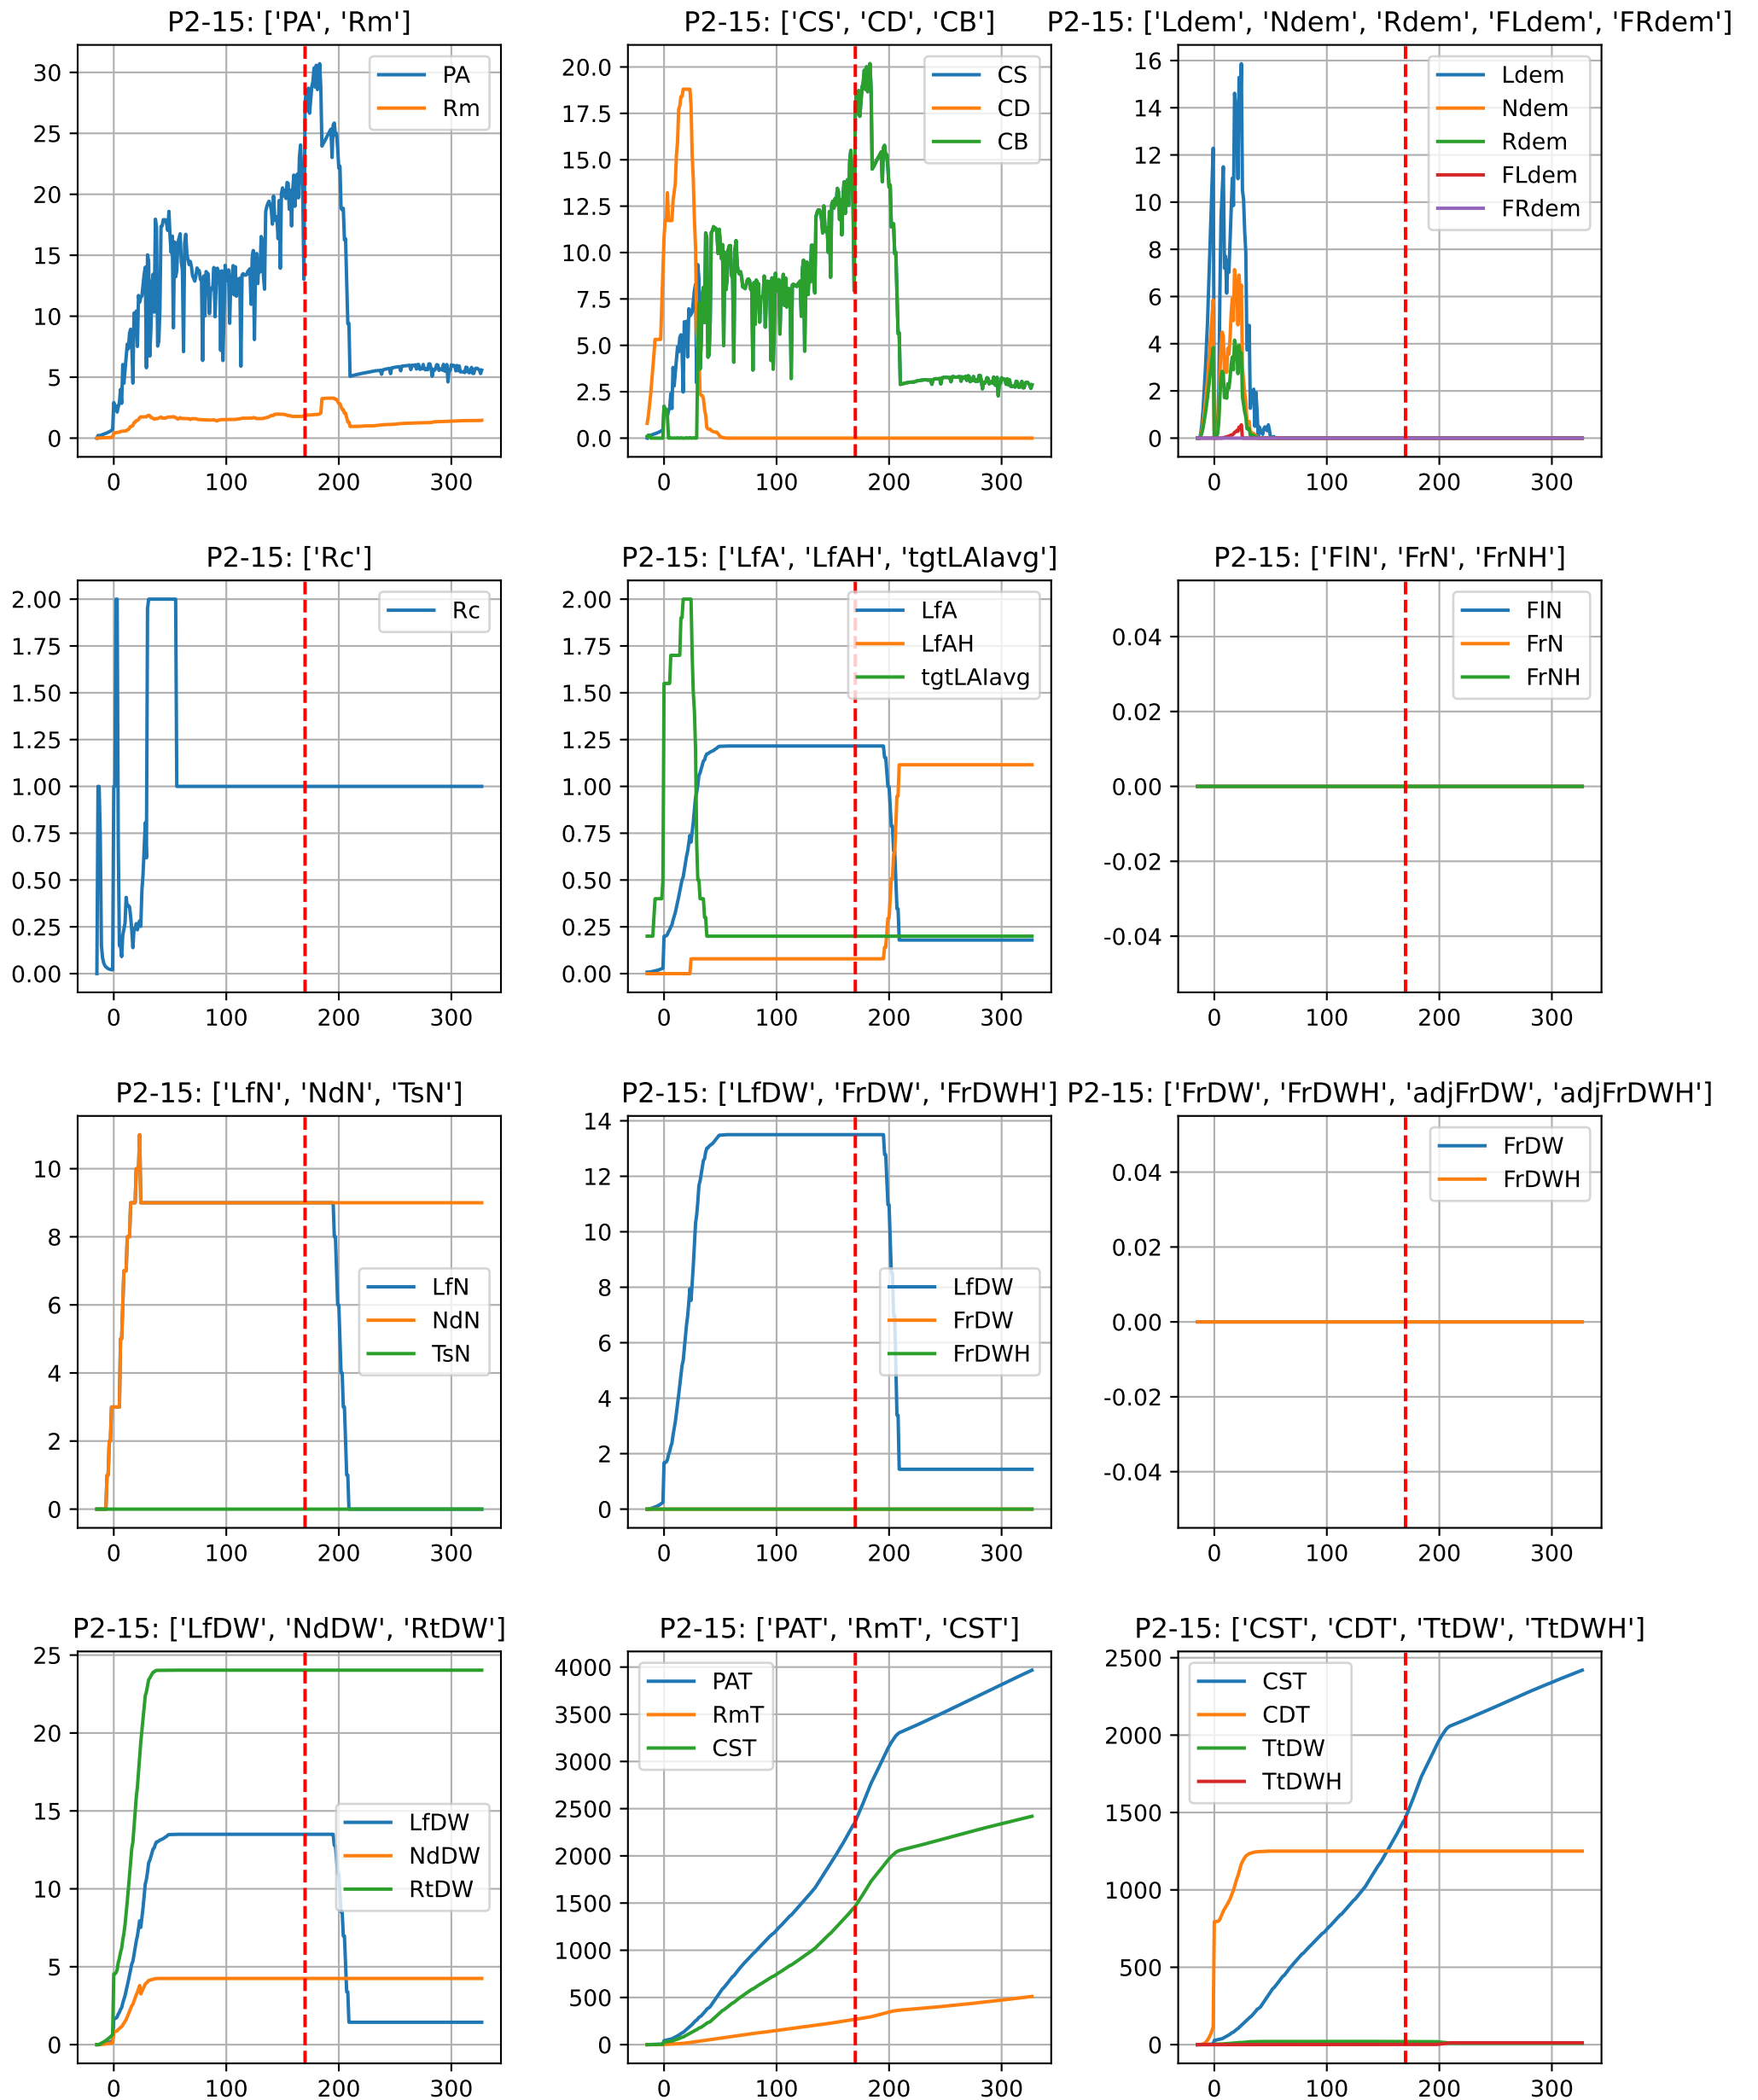 P2-15: ['PA', 'Rm']
30
25
20
15
10
5
0
0 100 200 300
PA
Rm
P2-15: ['CS', 'CD', 'CB']
20.0
17.5
15.0
12.5
10.0
7.5
5.0
2.5
0.0
0 100 200 300
CS
CD
CB
P2-15: ['Ldem', 'Ndem', 'Rdem', 'FLdem', 'FRdem']
16
14
12
10
8
6
4
2
0
0 100 200 300
Ldem
Ndem
Rdem
FLdem
FRdem
P2-15: ['Rc']
2.00
1.75
1.50
1.25
1.00
0.75
0.50
0.25
0.00
0 100 200 300
Rc
P2-15: ['LfA', 'LfAH', 'tgtLAIavg']
2.00
1.75
1.50
1.25
1.00
0.75
0.50
0.25
0.00
0 100 200 300
LfA
LfAH
tgtLAIavg
P2-15: ['FlN', 'FrN', 'FrNH']
0.04
0.02
0.00
-0.02
-0.04
0 100 200 300
FlN
FrN
FrNH
P2-15: ['LfN', 'NdN', 'TsN']
10
8
6
4
2
0
0 100 200 300
LfN
NdN
TsN
P2-15: ['LfDW', 'FrDW', 'FrDWH']
14
12
10
8
6
4
2
0
0 100 200 300
LfDW
FrDW
FrDWH
P2-15: ['FrDW', 'FrDWH', 'adjFrDW', 'adjFrDWH']
0.04
0.02
0.00
-0.02
-0.04
0 100 200 300
FrDW
FrDWH
P2-15: ['LfDW', 'NdDW', 'RtDW']
25
20
15
10
5
0
0 100 200 300
LfDW
NdDW
RtDW
P2-15: ['PAT', 'RmT', 'CST']
4000
3500
3000
2500
2000
1500
1000
500
0
0 100 200 300
PAT
RmT
CST
P2-15: ['CST', 'CDT', 'TtDW', 'TtDWH']
2500
2000
1500
1000
500
0
0 100 200 300
CST
CDT
TtDW
TtDWH